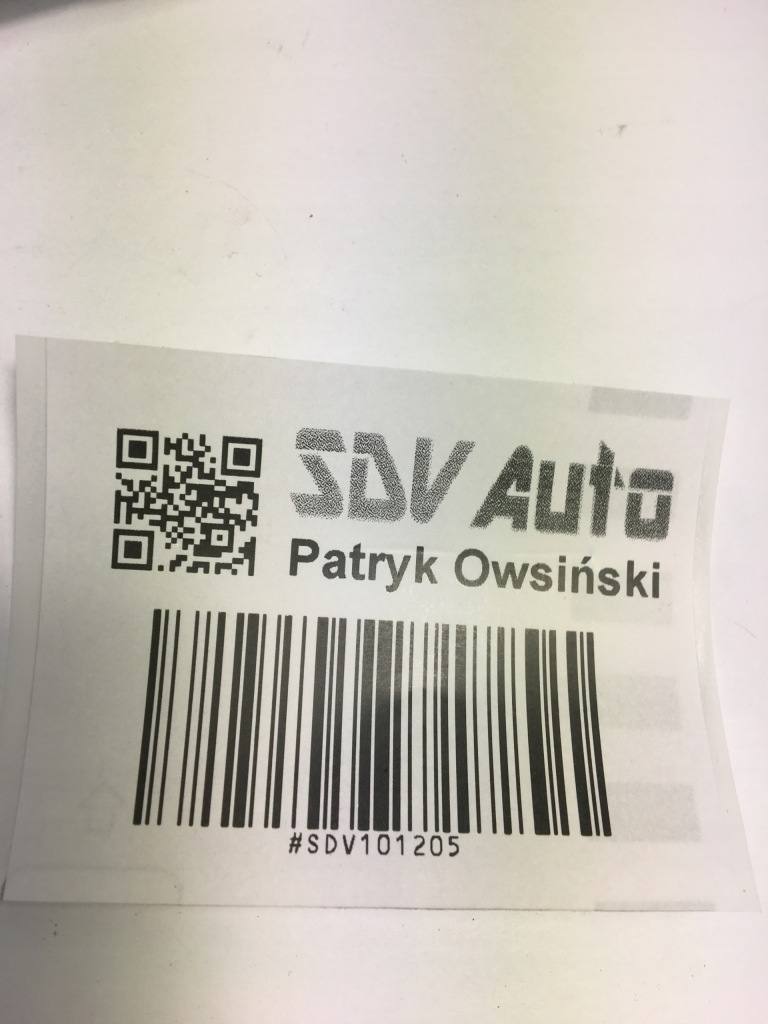 SDV Auto
Patryk Owsiński
#SDV101205